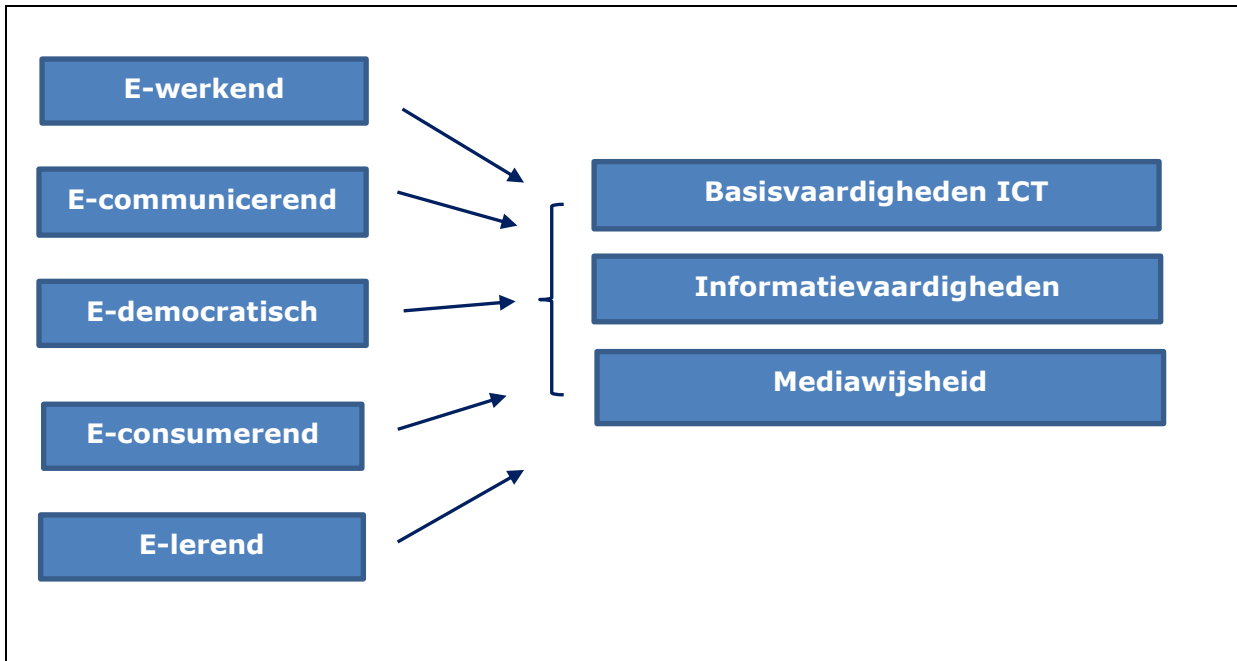 E-werkend
E-communicerend
E-democratisch
E-consumerend
E-lerend
Basisvaardigheden ICT
Informatievaardigheden
Mediawijsheid